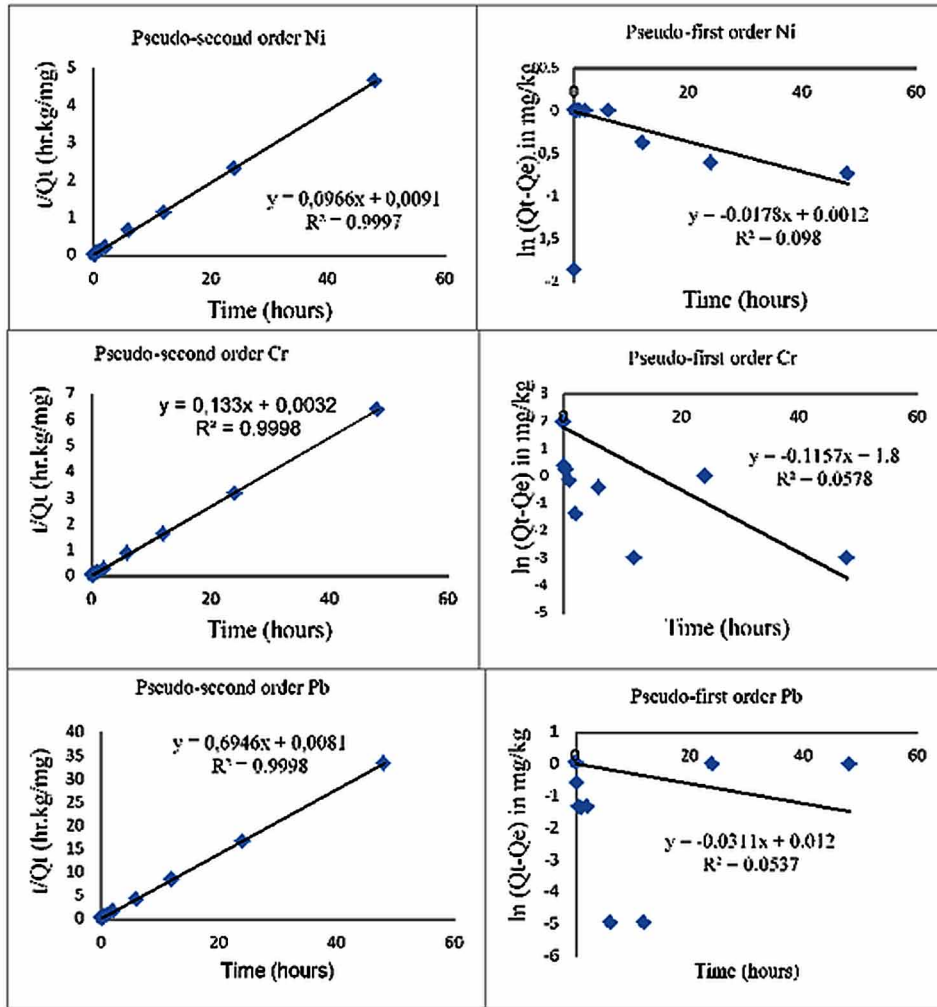 Pseudo-second order Ni
t/Qt (hr.kg/mg)
5
4
3
2
1
0
y = 0,0966x + 0,0091
R² = 0.9997
0
20
40
60
Time (hours)
Pseudo-first order Ni
ln (Qt-Qe) in mg/kg
0.5
0
0,5
-1
1,5
-2
0
20
40
60
y = -0.0178x + 0.0012
R² = 0.098
Time (hours)
Pseudo-second order Cr
t/Qt (hr.kg/mg)
7
6
5
4
3
2
1
0
y = 0,133x + 0,0032
R² = 0.9998
0
20
40
60
Time (hours)
Pseudo-first order Cr
ln (Qt-Qe) in mg/kg
3
2
1
0
-1
-2
-3
-4
-5
0
20
40
60
y = -0.1157x – 1.8
R² = 0.0578
Time (hours)
Pseudo-second order Pb
t/Qt (hr.kg/mg)
40
35
30
25
20
15
10
5
0
y = 0,6946x + 0,0081
R² = 0.9998
0
20
40
60
Time (hours)
Pseudo-first order Pb
ln (Qt-Qe) in mg/kg
1
0
-1
-2
-3
-4
-5
-6
0
20
40
60
y = -0.0311x + 0.012
R² = 0.0537
Time (hours)